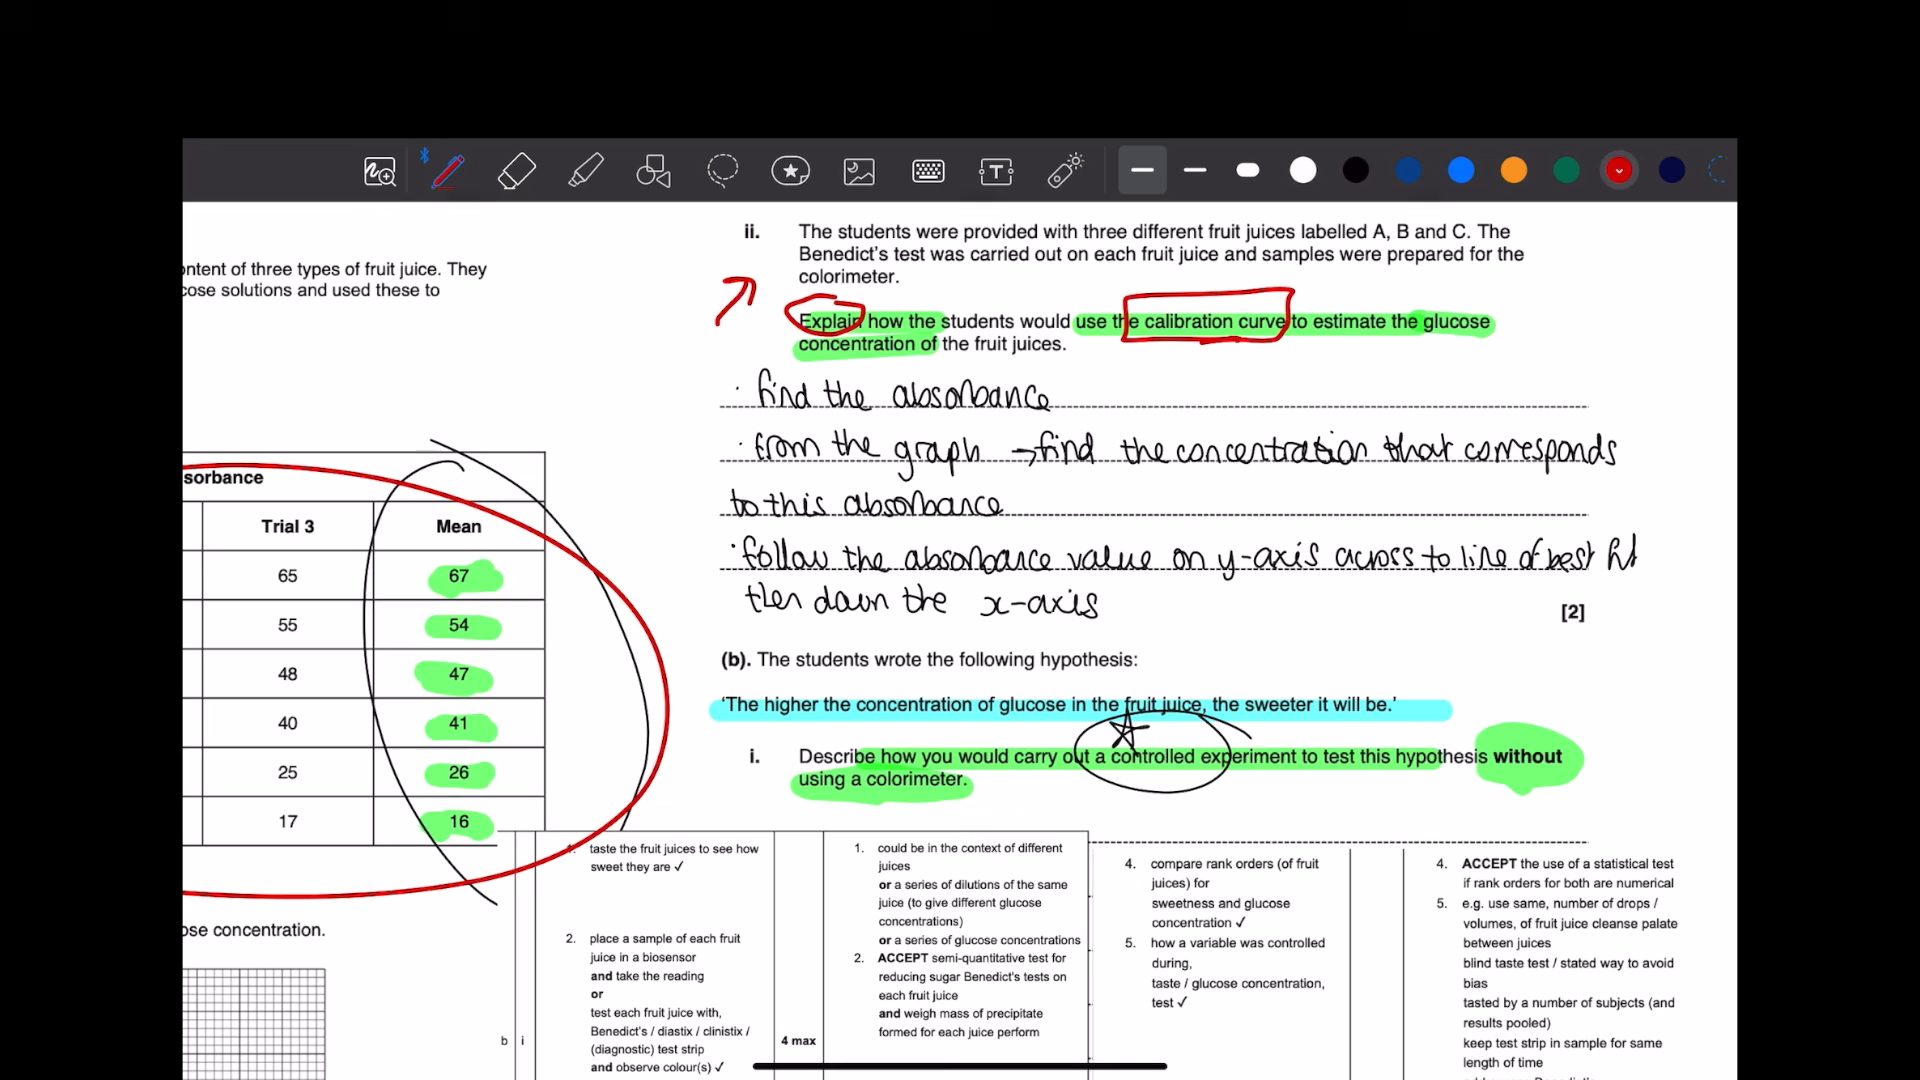 ii. The students were provided with three different fruit juices labelled A, B and C. The
Benedict's test was carried out on each fruit juice and samples were prepared for the
colorimeter.
Explain how the students would use the calibration curve to estimate the glucose
concentration of the fruit juices.
· find the absorbance
· from the graph → find the concentration that corresponds
to this absorbance
· follow the absorbance value on y-axis across to line of best fit
then down the x-axis
[2]
(b). The students wrote the following hypothesis:
'The higher the concentration of glucose in the fruit juice, the sweeter it will be.'
i. Describe how you would carry out a controlled experiment to test this hypothesis without
using a colorimeter.
ontent of three types of fruit juice. They
cose solutions and used these to
sorbance
Trial 3 Mean
65 67
55 54
48 47
40 41
25 26
17 16
ose concentration.
b i
1. taste the fruit juices to see how
sweet they are ✓
2. place a sample of each fruit
juice in a biosensor
and take the reading
or
test each fruit juice with,
Benedict's / diastix / clinistix /
(diagnostic) test strip
and observe colour(s) ✓
4 max
1. could be in the context of different
juices
or a series of dilutions of the same
juice (to give different glucose
concentrations)
or a series of glucose concentrations
2. ACCEPT semi-quantitative test for
reducing sugar Benedict's tests on
each fruit juice
and weigh mass of precipitate
formed for each juice perform
4. compare rank orders (of fruit
juices) for
sweetness and glucose
concentration ✓
5. how a variable was controlled
during,
taste / glucose concentration,
test ✓
4. ACCEPT the use of a statistical test
if rank orders for both are numerical
5. e.g. use same, number of drops /
volumes, of fruit juice cleanse palate
between juices
blind taste test / stated way to avoid
bias
tasted by a number of subjects (and
results pooled)
keep test strip in sample for same
length of time